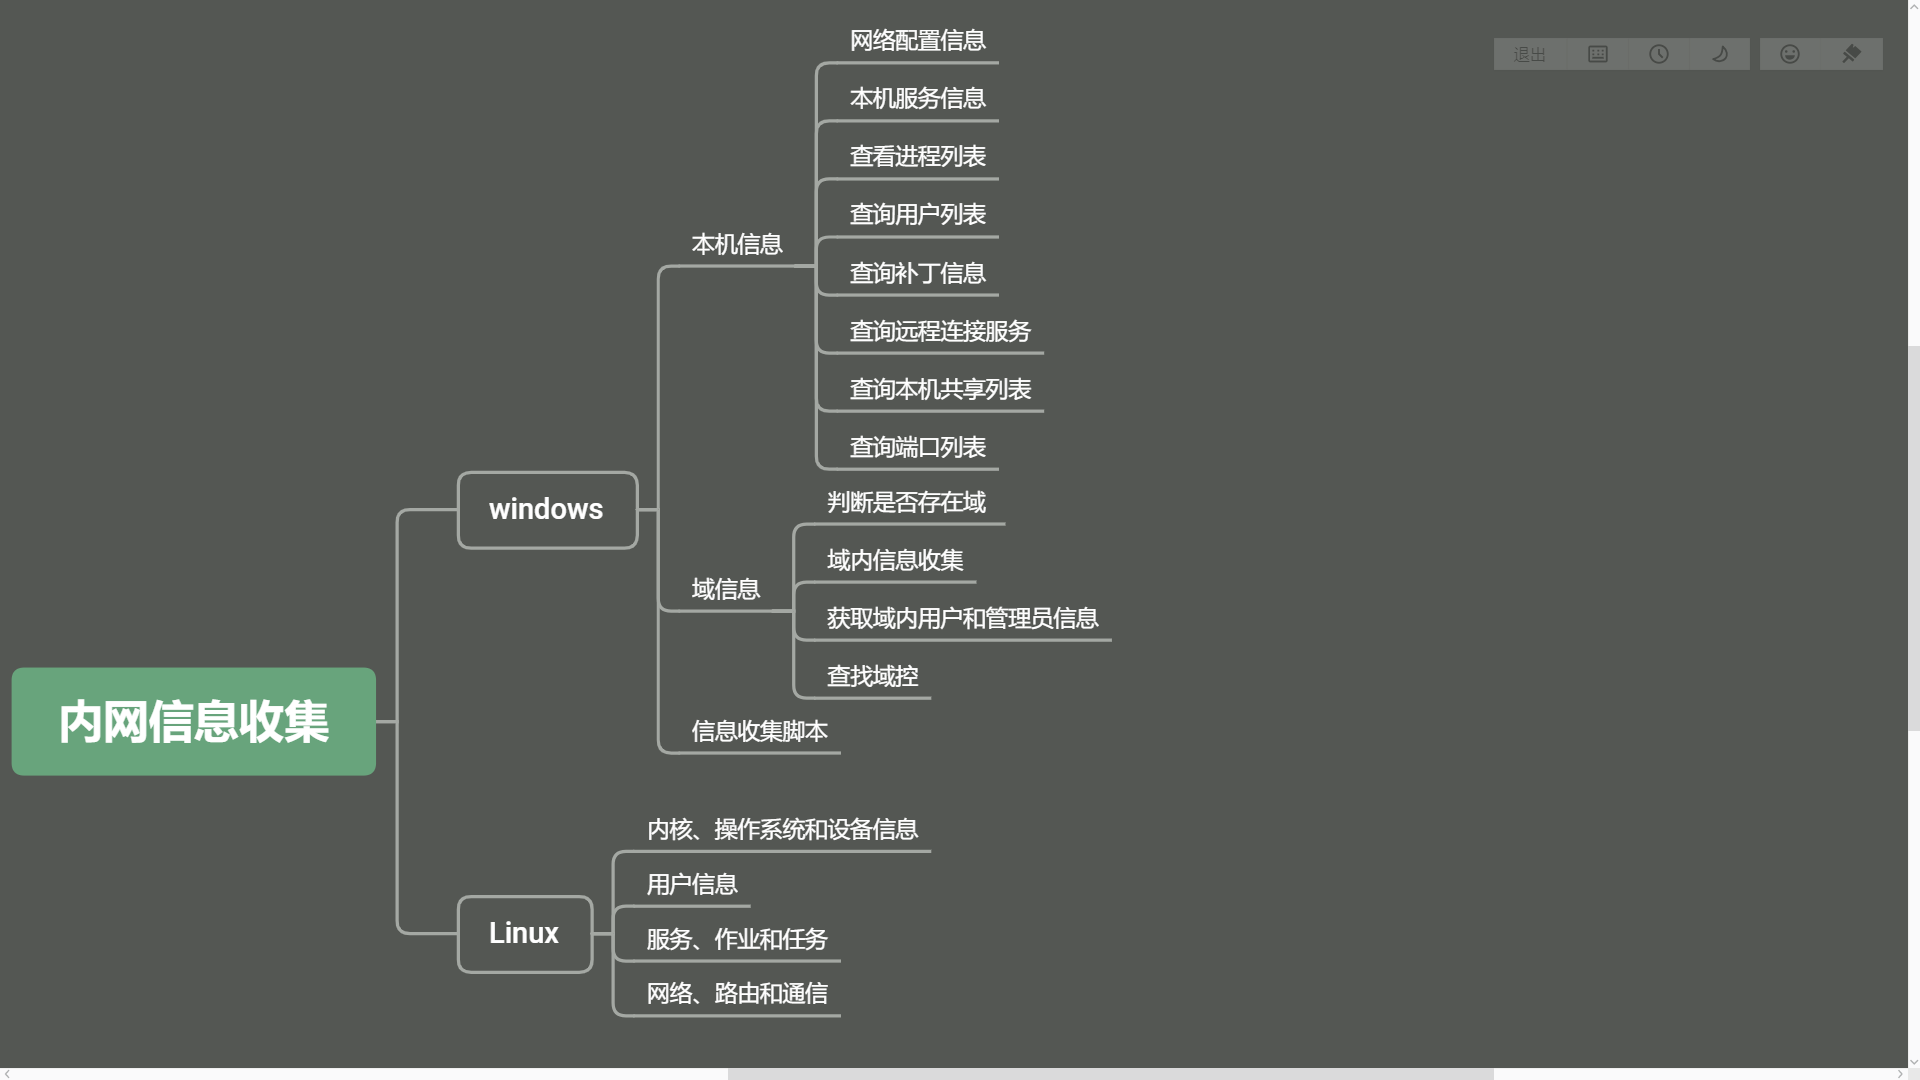 网络配置信息
退出
本机服务信息
查看进程列表
查询用户列表
本机信息
查询补丁信息
查询远程连接服务
查询本机共享列表
查询端口列表
windows
判断是否存在域
域内信息收集
域信息
获取域内用户和管理员信息
查找域控
内网信息收集
信息收集脚本
内核、操作系统和设备信息
用户信息
Linux
服务、作业和任务
网络、路由和通信